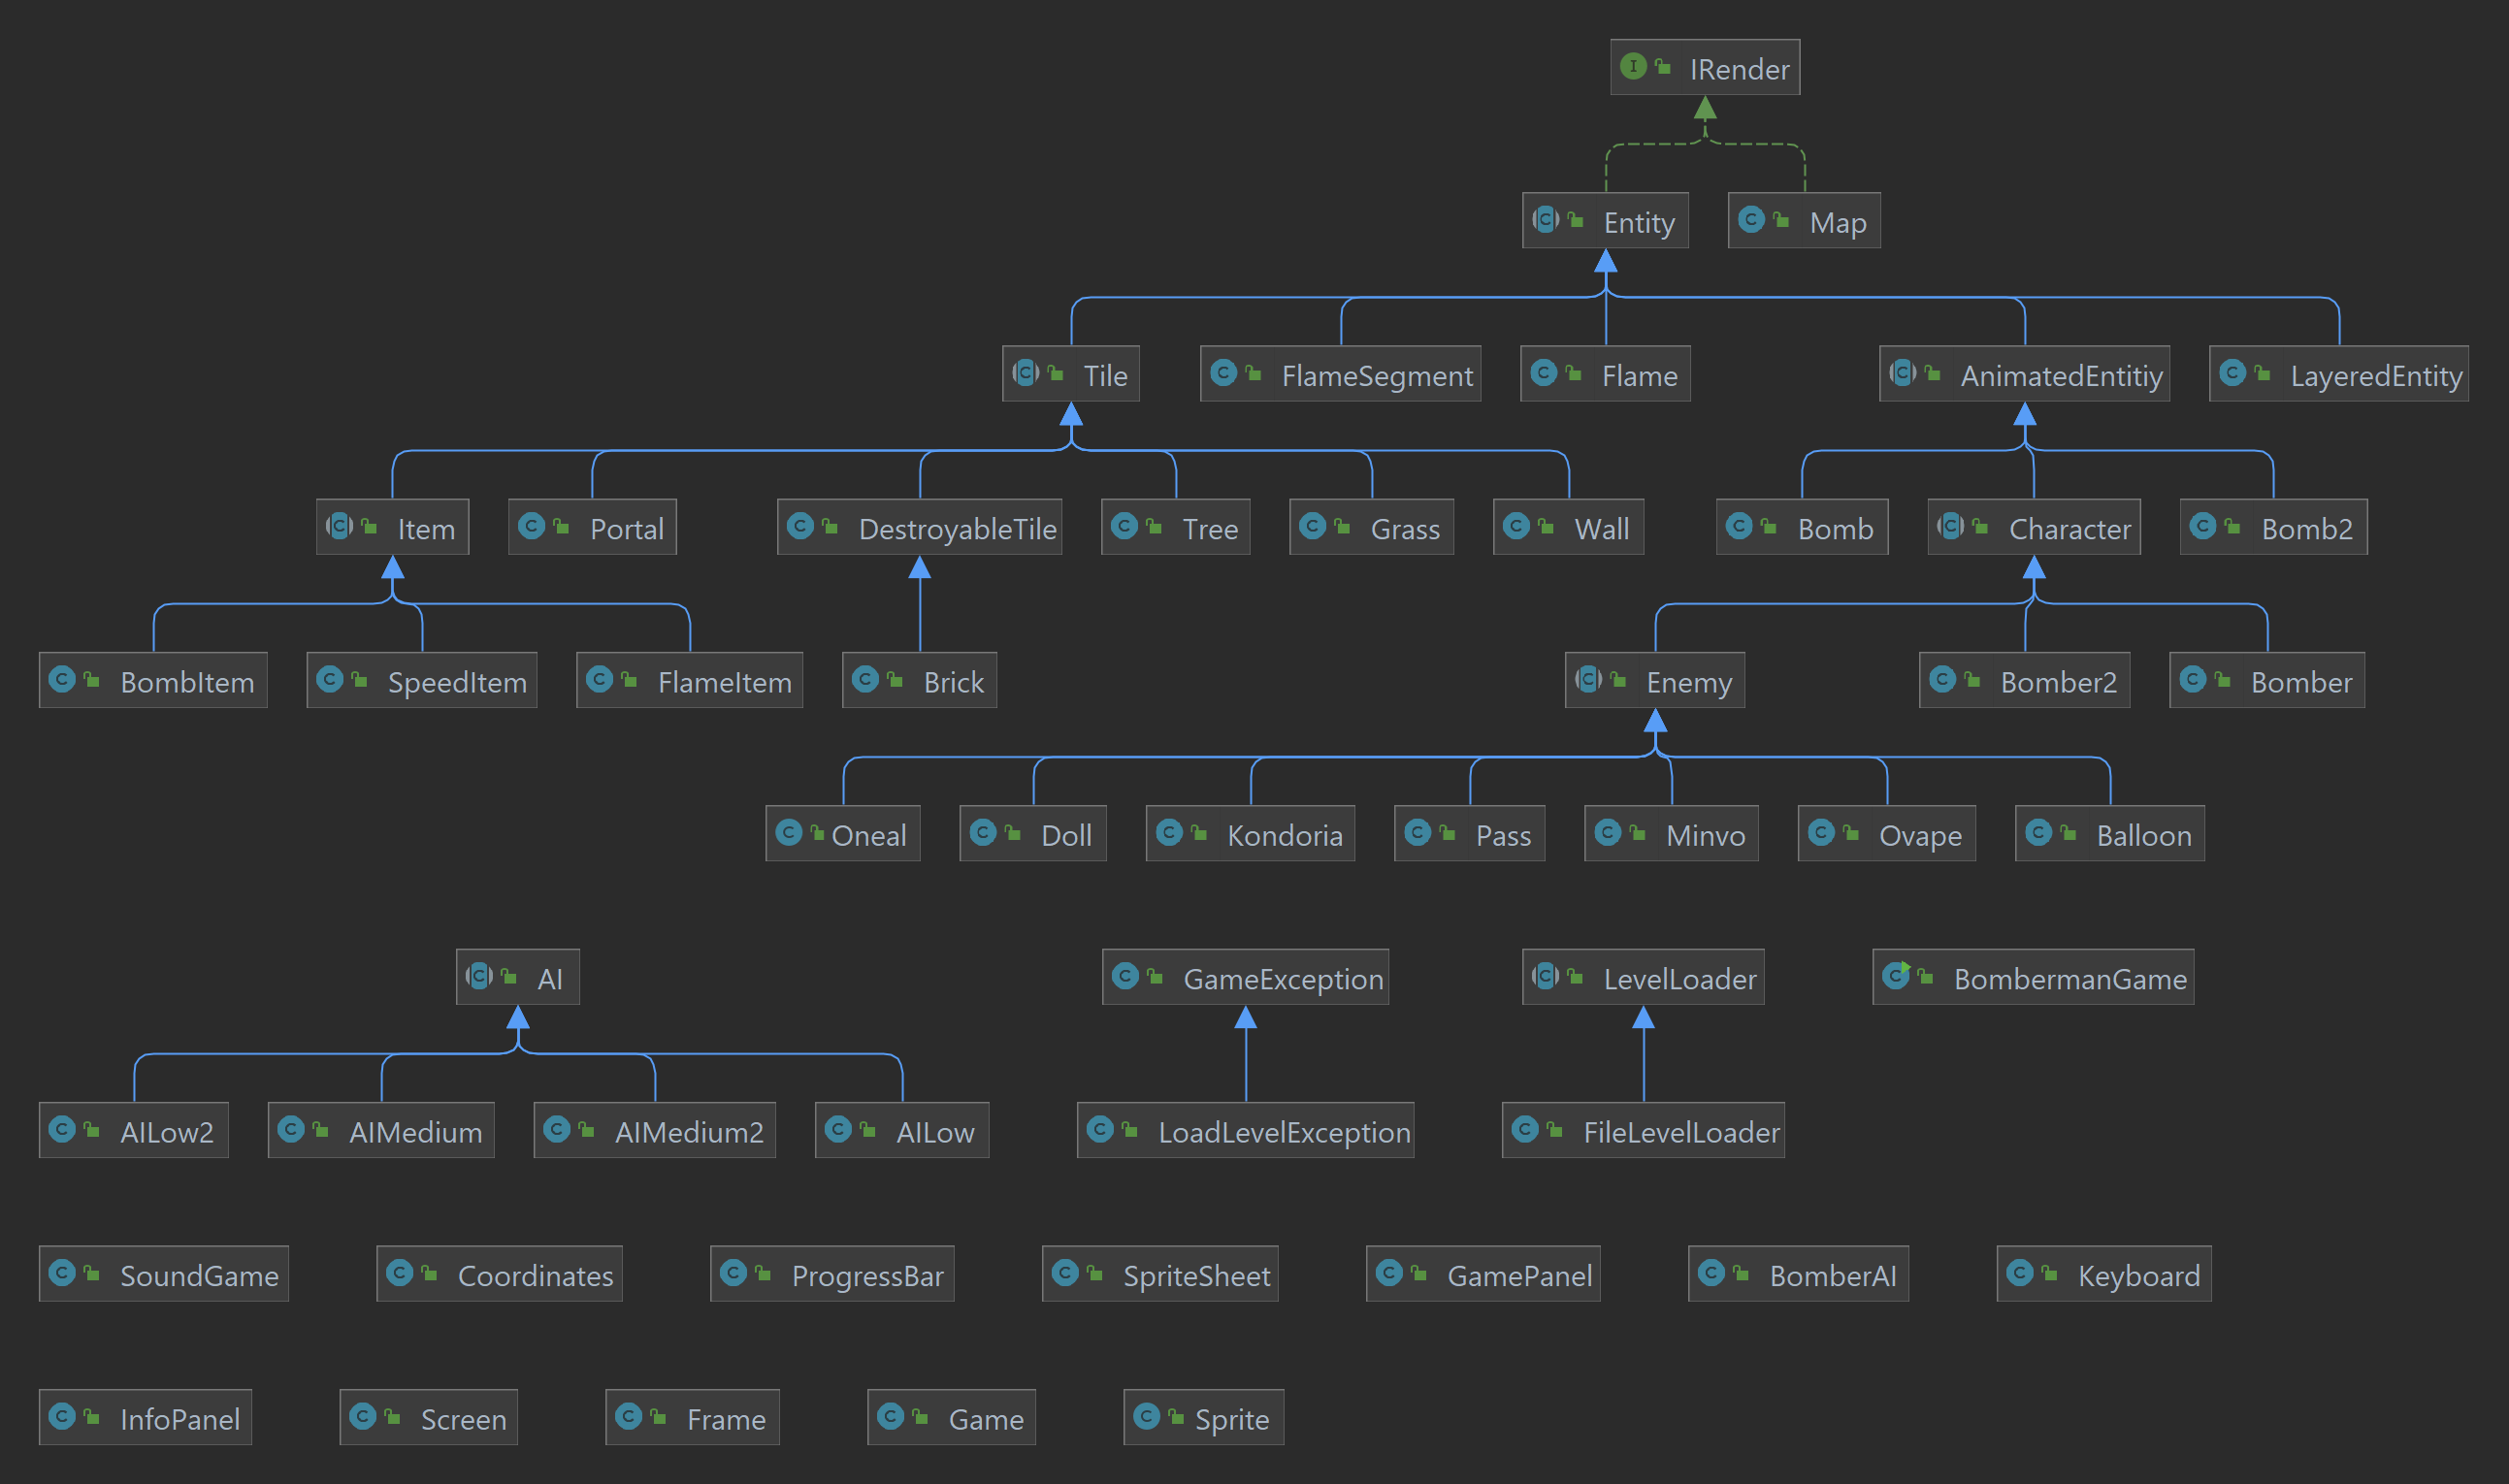 IRender
Entity
Map
Tile
FlameSegment
Flame
AnimatedEntitiy
LayeredEntity
Item
Portal
DestroyableTile
Tree
Grass
Wall
Bomb
Character
Bomb2
BombItem
SpeedItem
FlameItem
Brick
Enemy
Bomber2
Bomber
Oneal
Doll
Kondoria
Pass
Minvo
Ovape
Balloon
AI
GameException
LevelLoader
BombermanGame
AILow2
AIMedium
AIMedium2
AILow
LoadLevelException
FileLevelLoader
SoundGame
Coordinates
ProgressBar
SpriteSheet
GamePanel
BomberAI
Keyboard
InfoPanel
Screen
Frame
Game
Sprite